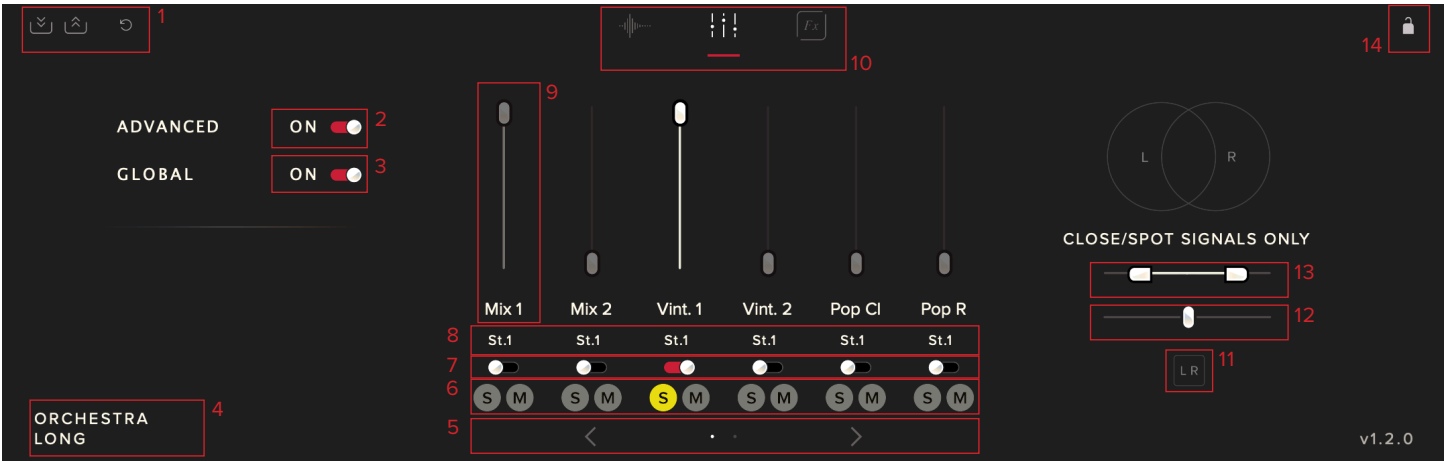 1
Fx
10
14
ADVANCED ON 2
GLOBAL ON 3
9
L R
CLOSE/SPOT SIGNALS ONLY
13
12
Mix 1 Mix 2 Vint. 1 Vint. 2 Pop Cl Pop R
8 St.1 St.1 St.1 St.1 St.1 St.1
7
11
L R
6 S M S M S M S M S M S M
4
ORCHESTRA
LONG
5
v1.2.0